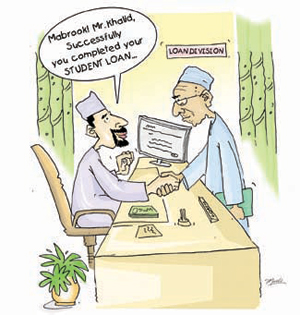 Mabrook! Mr. Khalid,
Successfully
you completed your
STUDENT LOAN...
LOAN DEVISION